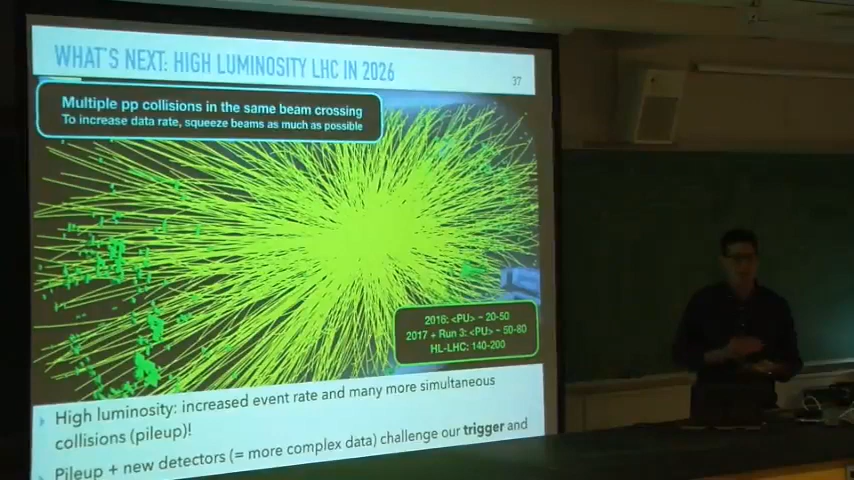 WHAT'S NEXT: HIGH LUMINOSITY LHC IN 2026
37
Multiple pp collisions in the same beam crossing
To increase data rate, squeeze beams as much as possible
2016: <PU> ~ 20-50
2017 + Run 3: <PU> ~ 50-80
HL-LHC: 140-200
High luminosity: increased event rate and many more simultaneous
collisions (pileup)!
Pileup + new detectors (= more complex data) challenge our trigger and